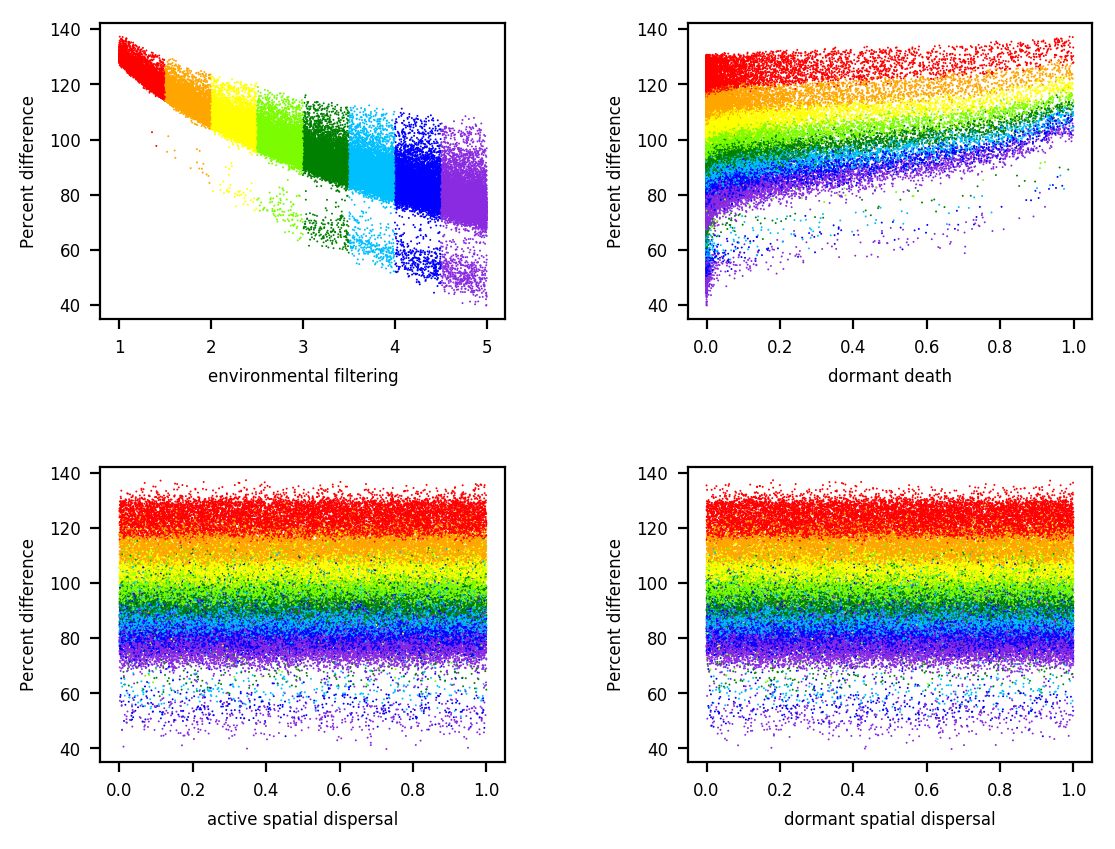 140
120
100
80
60
40
Percent difference
1 2 3 4 5
environmental filtering
140
120
100
80
60
40
Percent difference
0.0 0.2 0.4 0.6 0.8 1.0
dormant death
140
120
100
80
60
40
Percent difference
0.0 0.2 0.4 0.6 0.8 1.0
active spatial dispersal
140
120
100
80
60
40
Percent difference
0.0 0.2 0.4 0.6 0.8 1.0
dormant spatial dispersal